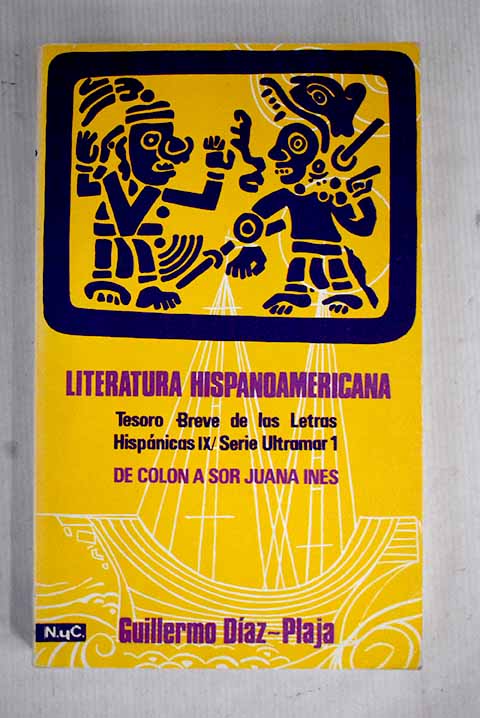 LITERATURA HISPANOAMERICANA
Tesoro Breve de las Letras
Hispánicas IX/Serie Ultramar 1
DE COLON A SOR JUANA INES
N.yC.
Guillermo Díaz-Plaja